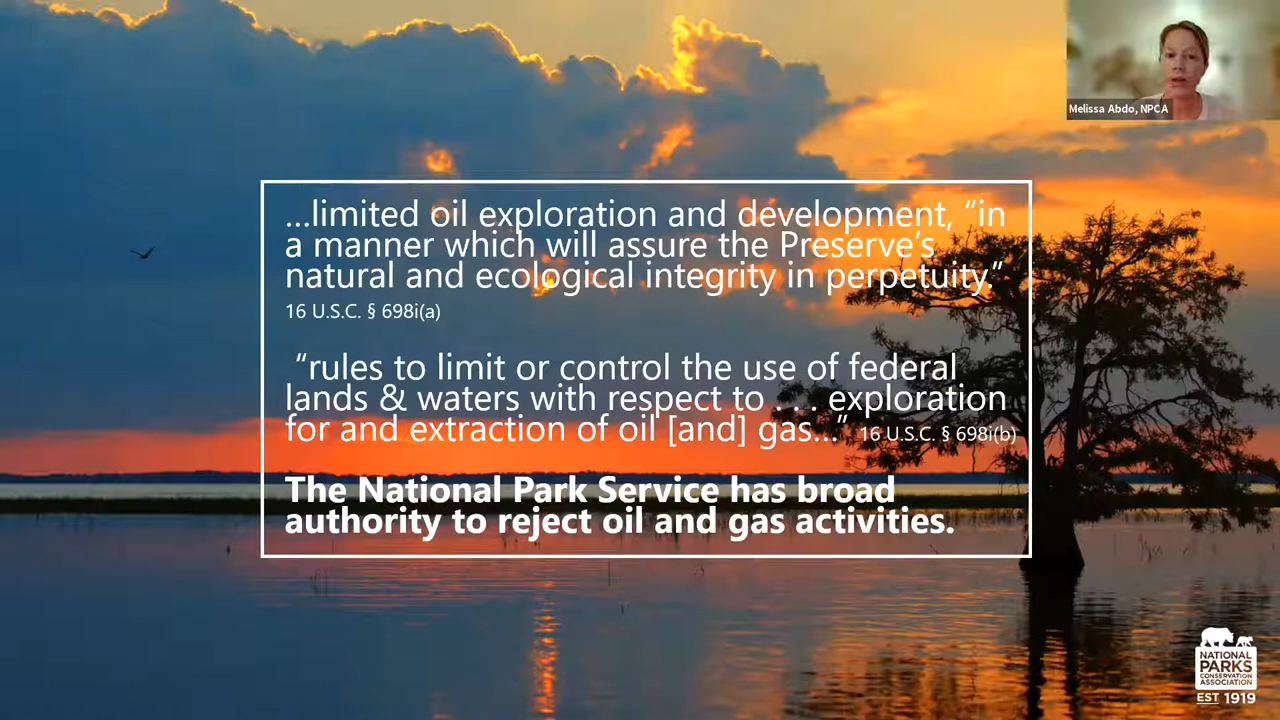 Melissa Abdo, NPCA
...limited oil exploration and development, “in
a manner which will assure the Preserve’s
natural and ecological integrity in perpetuity.”
16 U.S.C. § 698i(a)
“rules to limit or control the use of federal
lands & waters with respect to . . . exploration
for and extraction of oil [and] gas...” 16 U.S.C. § 698i(b)
The National Park Service has broad
authority to reject oil and gas activities.
NATIONAL
PARKS
CONSERVATION
ASSOCIATION
EST 1919